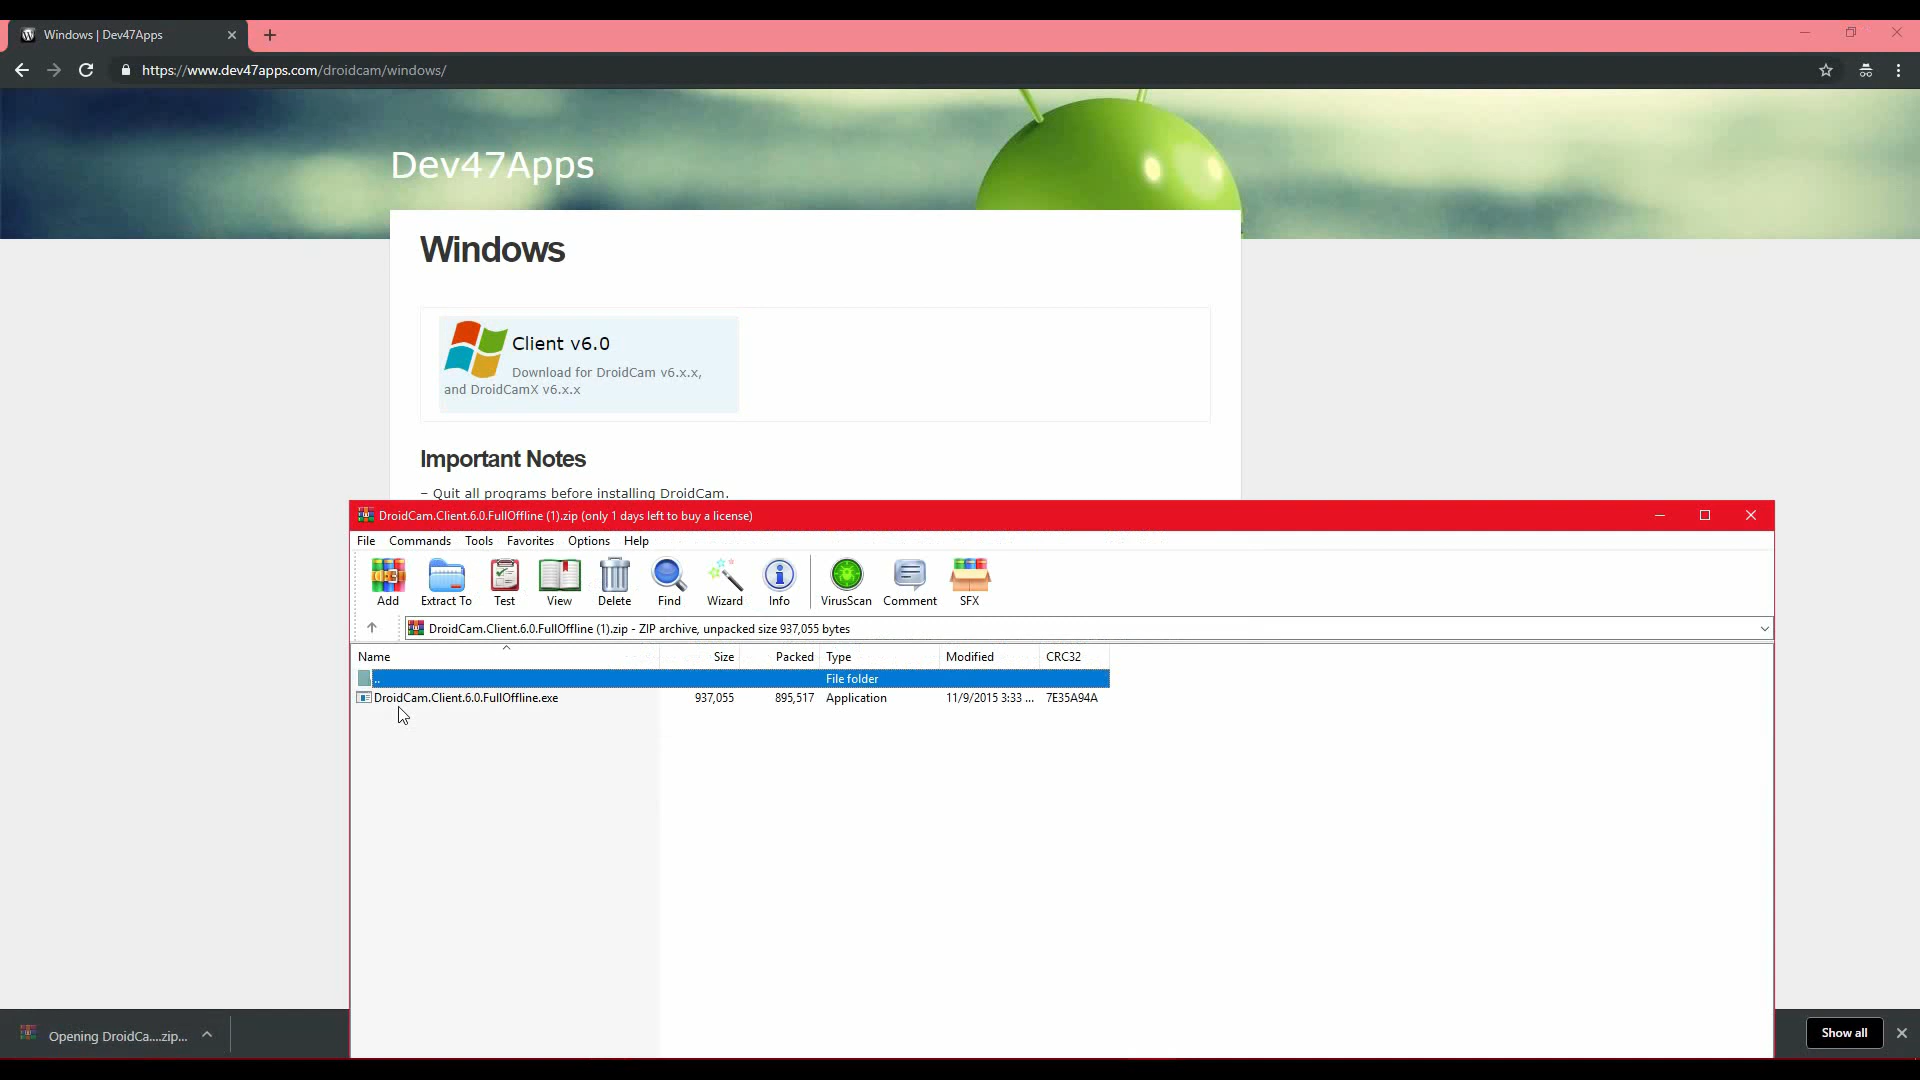 Windows | Dev47Apps
https://www.dev47apps.com/droidcam/windows/
Dev47Apps
Windows
Client v6.0
Download for DroidCam v6.x.x,
and DroidCamX v6.x.x
Important Notes
– Quit all programs before installing DroidCam.
DroidCam.Client.6.0.FullOffline (1).zip (only 1 days left to buy a license)
File Commands Tools Favorites Options Help
Add Extract To Test View Delete Find Wizard Info VirusScan Comment SFX
DroidCam.Client.6.0.FullOffline (1).zip - ZIP archive, unpacked size 937,055 bytes
Name Size Packed Type Modified CRC32
.. File folder
DroidCam.Client.6.0.FullOffline.exe 937,055 895,517 Application 11/9/2015 3:33 ... 7E35A94A
Opening DroidCa....zip...
Show all